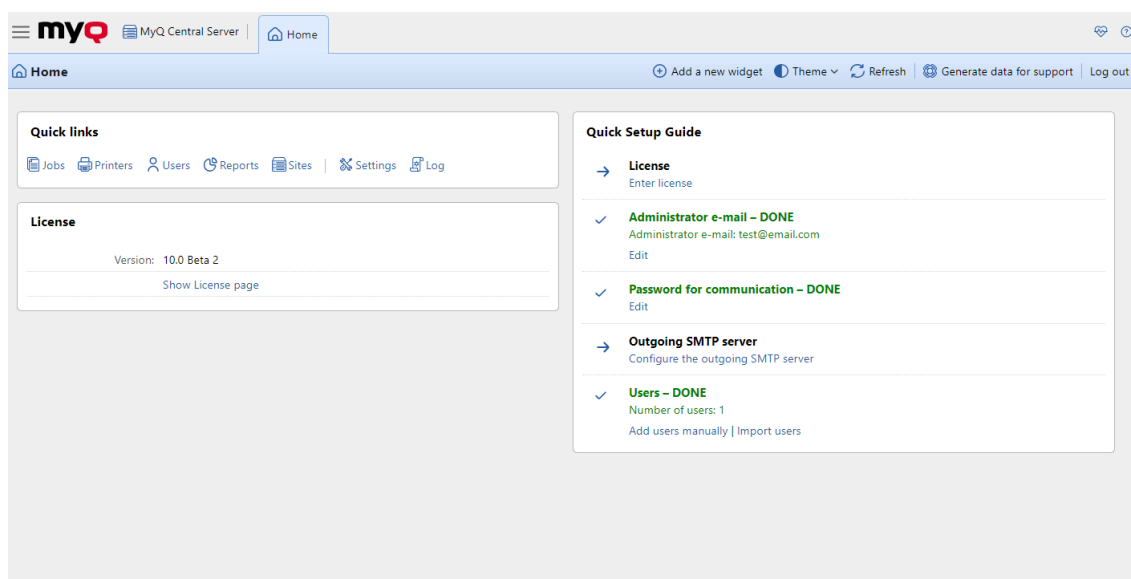 myQ MyQ Central Server Home
Home Add a new widget Theme Refresh Generate data for support Log out
Quick links
Jobs Printers Users Reports Sites Settings Log
License
Version: 10.0 Beta 2
Show License page
Quick Setup Guide
License
Enter license
Administrator e-mail – DONE
Administrator e-mail: test@email.com
Edit
Password for communication – DONE
Edit
Outgoing SMTP server
Configure the outgoing SMTP server
Users – DONE
Number of users: 1
Add users manually | Import users